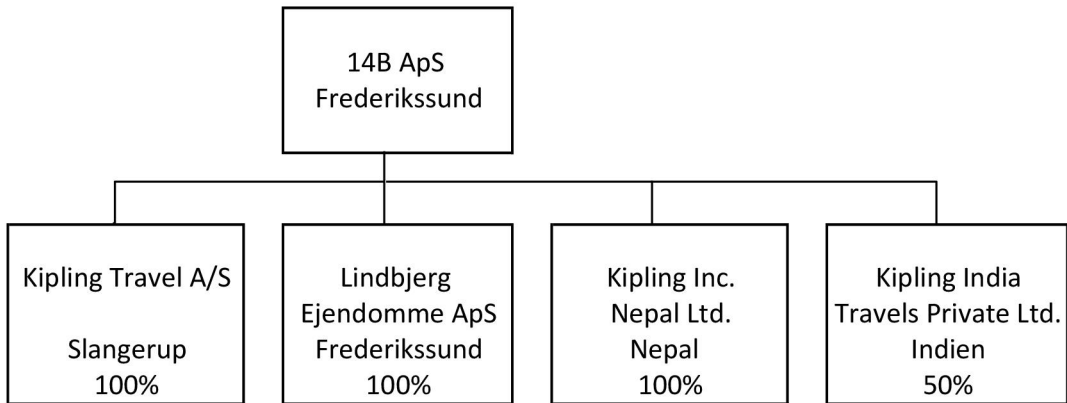 14B ApS
Frederikssund
Kipling Travel A/S
Slangerup
100%
Lindbjerg
Ejendomme ApS
Frederikssund
100%
Kipling Inc.
Nepal Ltd.
Nepal
100%
Kipling India
Travels Private Ltd.
Indien
50%